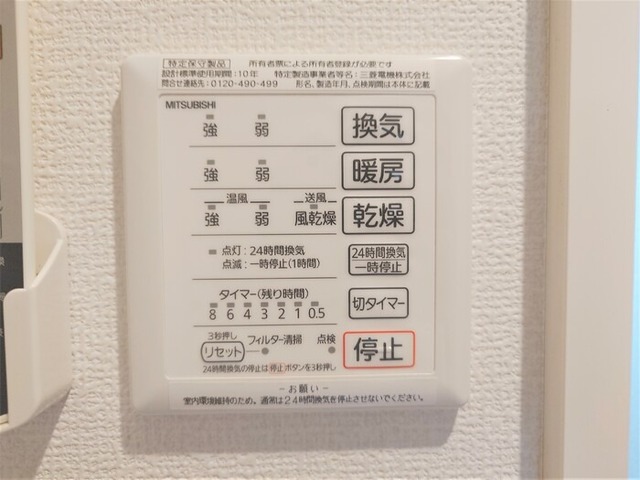 特定保守製品 所有者票による所有者登録が必要です
設計標準使用期間:10年 特定製造事業者等名:三菱電機株式会社
問合せ連絡先:0120-490-499 形名、製造年月、点検期間は本体に記載
MITSUBISHI
強 弱 換気
強 弱 暖房
温風 送風
強 弱 風乾燥 乾燥
点灯:24時間換気
点滅:一時停止(1時間)
24時間換気
一時停止
タイマー(残り時間)
8 6 4 3 2 1 0.5
切タイマー
3秒押し
リセット フィルター清掃 点検
停止
24時間換気の停止は停止ボタンを3秒押し
-お願い-
室内環境維持のため、通常は24時間換気を停止させないでください。